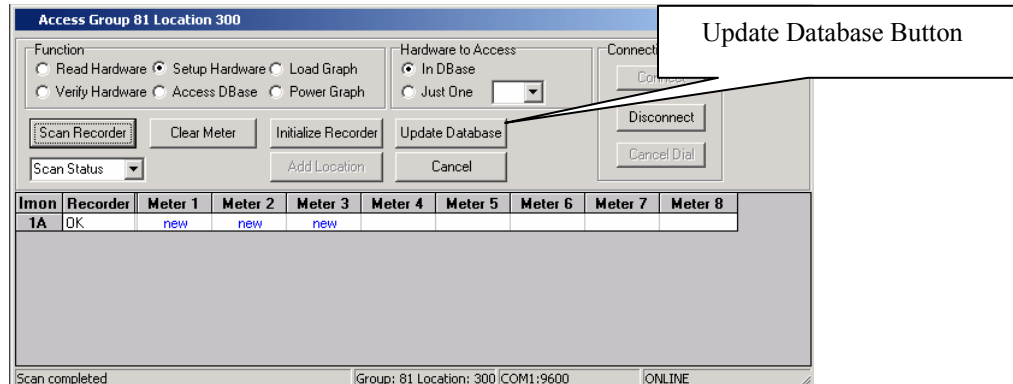 Access Group 81 Location 300
Update Database Button
Function
Read Hardware Setup Hardware Load Graph
Verify Hardware Access DBase Power Graph
Hardware to Access
In DBase
Just One
Connecti
Disconnect
Cancel Dial
Scan Recorder Clear Meter Initialize Recorder Update Database
Scan Status Add Location Cancel
Imon Recorder Meter 1 Meter 2 Meter 3 Meter 4 Meter 5 Meter 6 Meter 7 Meter 8
1A OK new new new
Scan completed Group: 81 Location: 300 COM1:9600 ONLINE